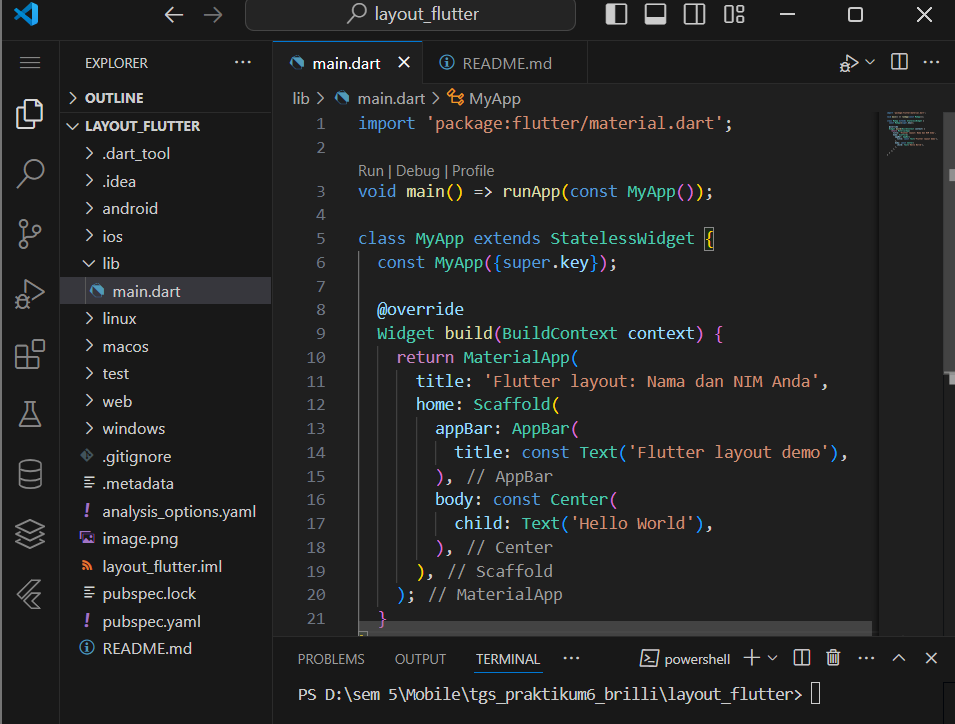 layout_flutter
EXPLORER
OUTLINE
LAYOUT_FLUTTER
.dart_tool
.idea
android
ios
lib
main.dart
linux
macos
test
web
windows
.gitignore
.metadata
analysis_options.yaml
image.png
layout_flutter.iml
pubspec.lock
pubspec.yaml
README.md
main.dart
README.md
lib > main.dart > MyApp
1 import 'package:flutter/material.dart';
2
Run | Debug | Profile
3 void main() => runApp(const MyApp());
4
5 class MyApp extends StatelessWidget {
6   const MyApp({super.key});
7
8   @override
9   Widget build(BuildContext context) {
10     return MaterialApp(
11       title: 'Flutter layout: Nama dan NIM Anda',
12       home: Scaffold(
13         appBar: AppBar(
14           title: const Text('Flutter layout demo'),
15         ), // AppBar
16         body: const Center(
17           child: Text('Hello World'),
18         ), // Center
19       ), // Scaffold
20     ); // MaterialApp
21   }
PROBLEMS OUTPUT TERMINAL powershell
PS D:\sem 5\Mobile\tgs_praktikum6_brilli\layout_flutter>